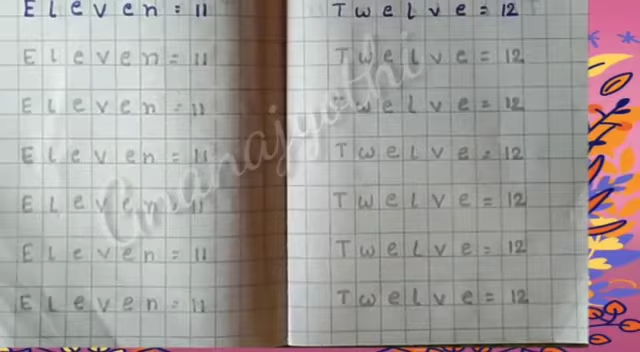 Eleven = 11
Eleven = 11
Eleven = 11
Eleven = 11
Eleven = 11
Eleven = 11
Eleven = 11
Twelve = 12
Twelve = 12
Twelve = 12
Twelve = 12
Twelve = 12
Twelve = 12
Twelve = 12
Gnanajyothi